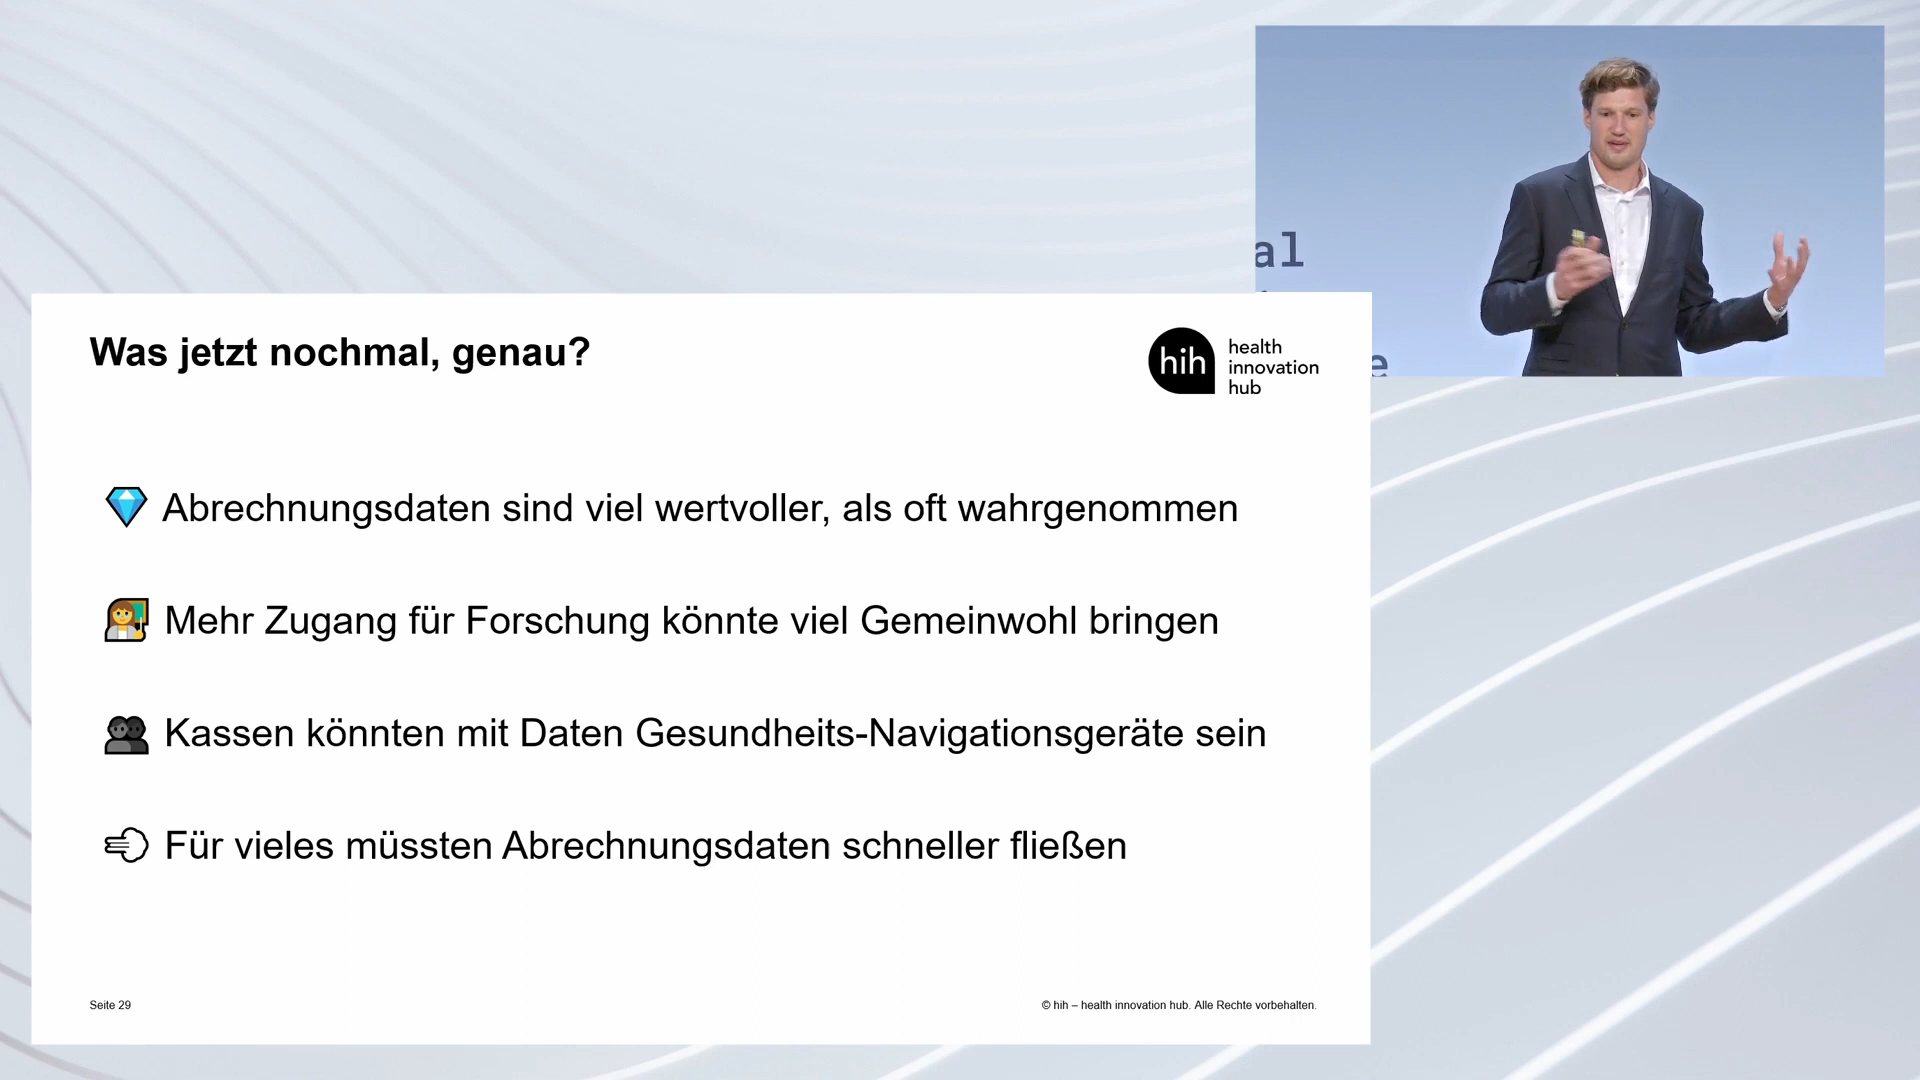 al
e
Was jetzt nochmal, genau?
hih
health
innovation
hub
Abrechnungsdaten sind viel wertvoller, als oft wahrgenommen
Mehr Zugang für Forschung könnte viel Gemeinwohl bringen
Kassen könnten mit Daten Gesundheits-Navigationsgeräte sein
Für vieles müssten Abrechnungsdaten schneller fließen
Seite 29
© hih – health innovation hub. Alle Rechte vorbehalten.